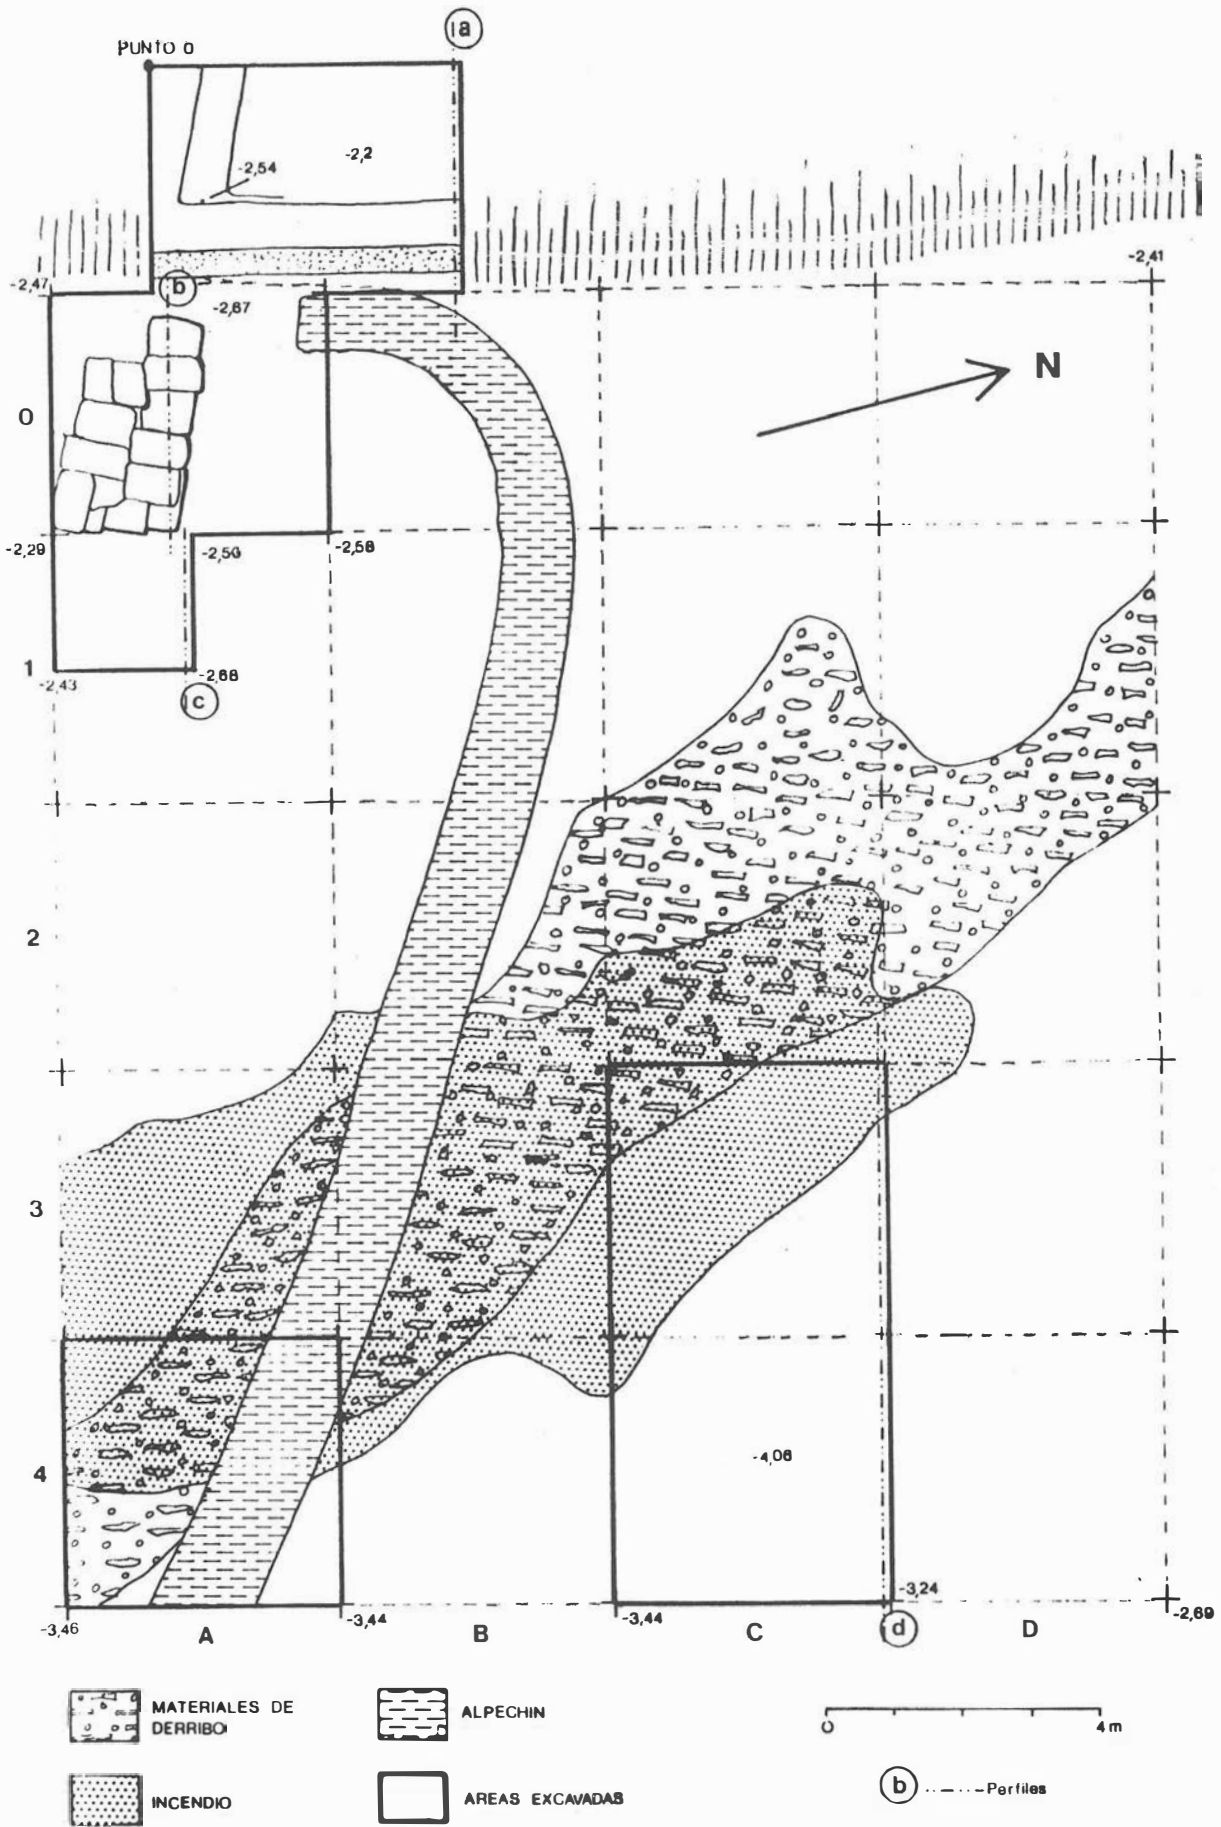 a
PUNTO 0
-2,54
-2,2
-2,47
b
-2,67
-2,41
N
0
-2,29
-2,50
-2,58
1
-2,43
-2,68
c
2
3
4
-4,06
-3,46
A
-3,44
B
-3,44
C
-3,24
d
D
-2,69
MATERIALES DE
DERRIBO
ALPECHIN
0 4 m
INCENDIO
AREAS EXCAVADAS
b Perfiles